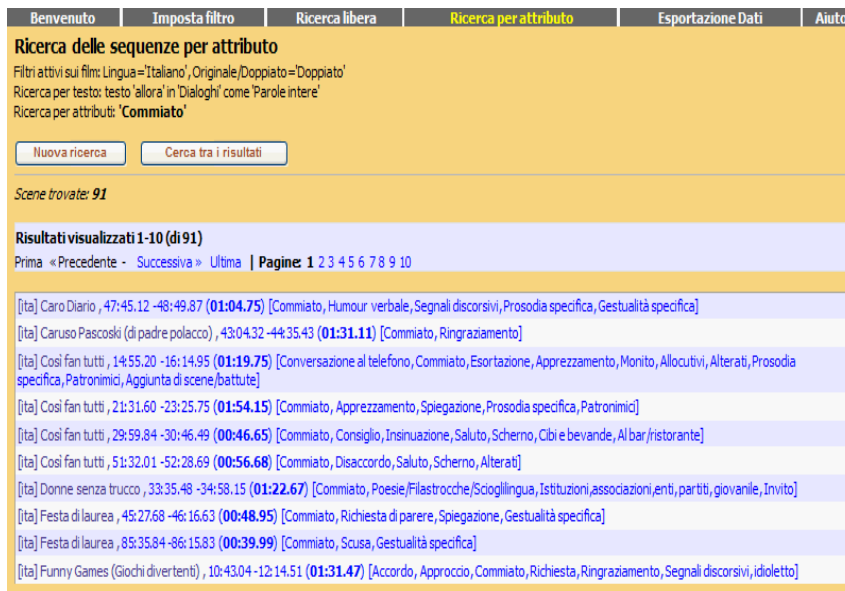 Benvenuto Imposta filtro Ricerca libera Ricerca per attributo Esportazione Dati Aiuto
Ricerca delle sequenze per attributo
Filtri attivi sui film: Lingua='Italiano', Originale/Doppiato='Doppiato'
Ricerca per testo: testo 'allora' in 'Dialoghi' come 'Parole intere'
Ricerca per attributi: 'Commiato'
Nuova ricerca Cerca tra i risultati
Scene trovate: 91
Risultati visualizzati 1-10 (di 91)
Prima «Precedente - Successiva» Ultima | Pagine: 1 2 3 4 5 6 7 8 9 10
[ita] Caro Diario , 47:45.12 -48:49.87 (01:04.75) [Commiato, Humour verbale, Segnali discorsivi, Prosodia specifica, Gestualità specifica]
[ita] Caruso Pascoski (di padre polacco) , 43:04.32 -44:35.43 (01:31.11) [Commiato, Ringraziamento]
[ita] Così fan tutti , 14:55.20 -16:14.95 (01:19.75) [Conversazione al telefono, Commiato, Esortazione, Apprezzamento, Monito, Allocutivi, Alterati, Prosodia
specifica, Patronimici, Aggiunta di scene/battute]
[ita] Così fan tutti , 21:31.60 -23:25.75 (01:54.15) [Commiato, Apprezzamento, Spiegazione, Prosodia specifica, Patronimici]
[ita] Così fan tutti , 29:59.84 -30:46.49 (00:46.65) [Commiato, Consiglio, Insinuazione, Saluto, Scherno, Cibi e bevande, Al bar/ristorante]
[ita] Così fan tutti , 51:32.01 -52:28.69 (00:56.68) [Commiato, Disaccordo, Saluto, Scherno, Alterati]
[ita] Donne senza trucco , 33:35.48 -34:58.15 (01:22.67) [Commiato, Poesie/Filastrocche/Scioglilingua, Istituzioni,associazioni,enti, partiti, giovanile, Invito]
[ita] Festa di laurea , 45:27.68 -46:16.63 (00:48.95) [Commiato, Richiesta di parere, Spiegazione, Gestualità specifica]
[ita] Festa di laurea , 85:35.84 -86:15.83 (00:39.99) [Commiato, Scusa, Gestualità specifica]
[ita] Funny Games (Giochi divertenti) , 10:43.04 -12:14.51 (01:31.47) [Accordo, Approccio, Commiato, Richiesta, Ringraziamento, Segnali discorsivi, idioletto]